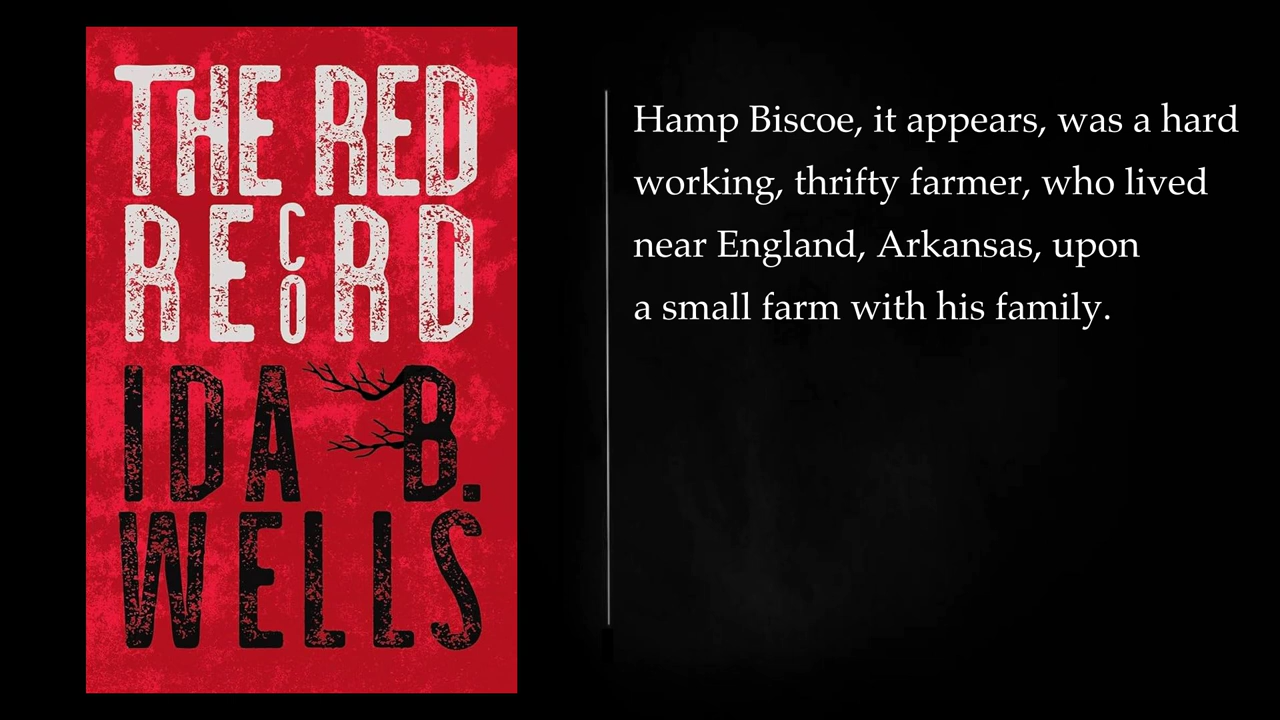 THE RED
RECORD
IDA B.
WELLS
Hamp Biscoe, it appears, was a hard
working, thrifty farmer, who lived
near England, Arkansas, upon
a small farm with his family.